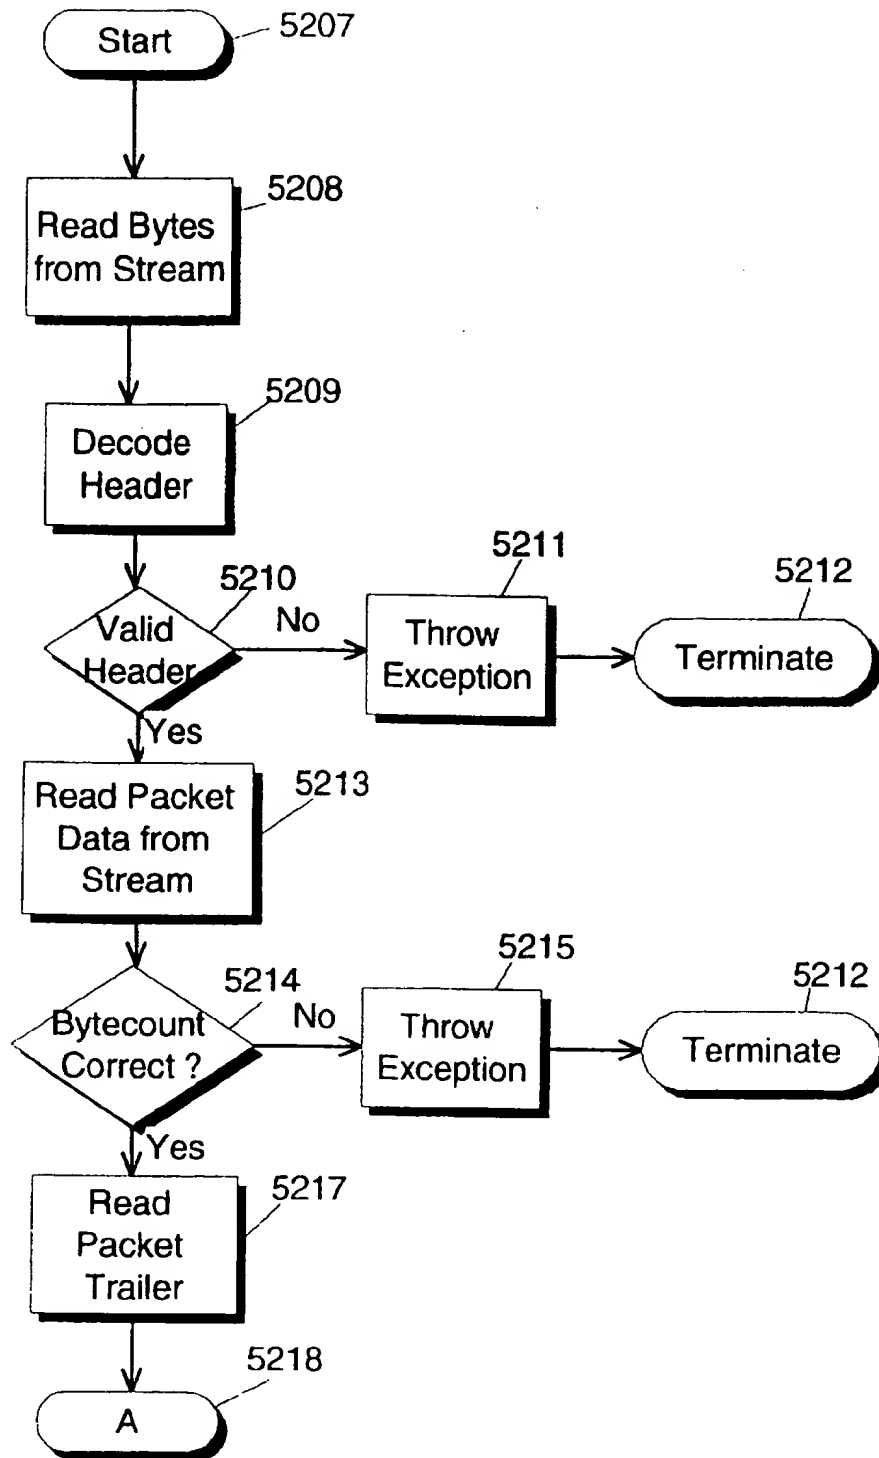 Start
5207
5208
Read Bytes
from Stream
5209
Decode
Header
5210
Valid
Header
No
5211
Throw
Exception
5212
Terminate
Yes
5213
Read Packet
Data from
Stream
5214
Bytecount
Correct ?
No
5215
Throw
Exception
5212
Terminate
Yes
5217
Read
Packet
Trailer
5218
A